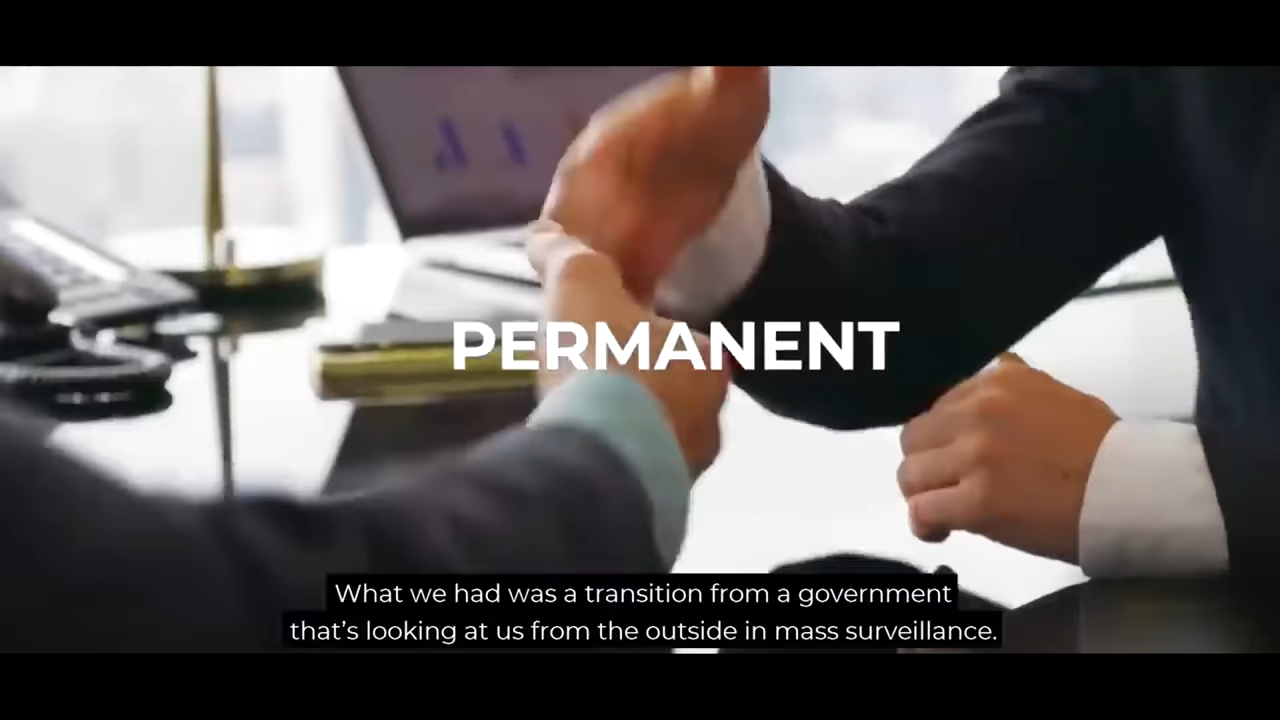 PERMANENT
What we had was a transition from a government
that’s looking at us from the outside in mass surveillance.